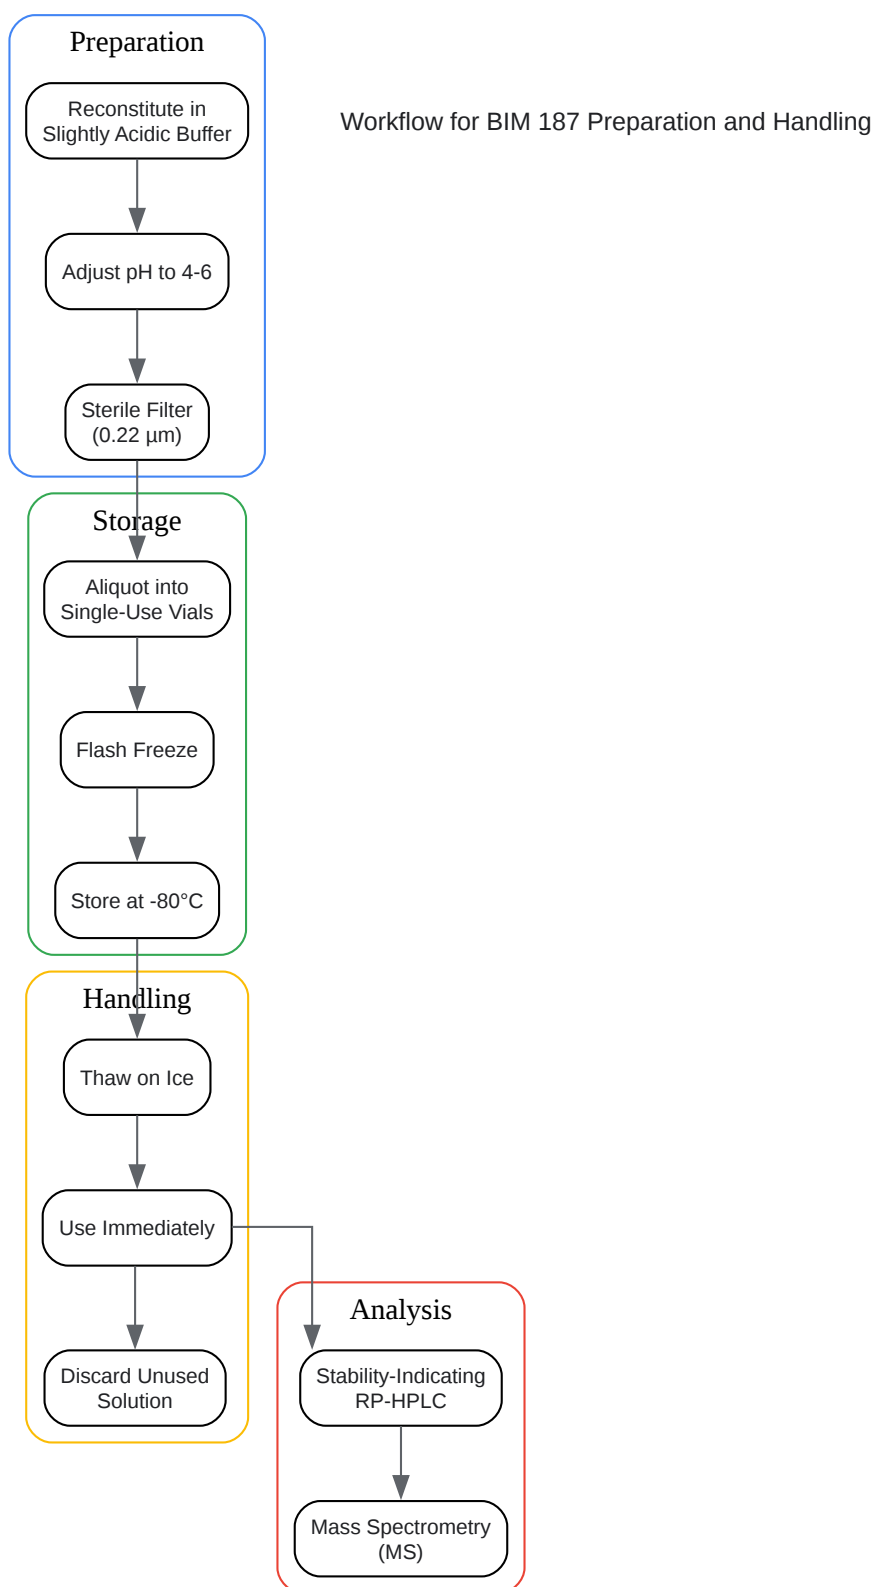 Preparation
Reconstitute in
Slightly Acidic Buffer
Workflow for BIM 187 Preparation and Handling
Adjust pH to 4-6
Sterile Filter
(0.22 µm)
Storage
Aliquot into
Single-Use Vials
Flash Freeze
Store at -80°C
Handling
Thaw on Ice
Use Immediately
Discard Unused
Solution
Analysis
Stability-Indicating
RP-HPLC
Mass Spectrometry
(MS)